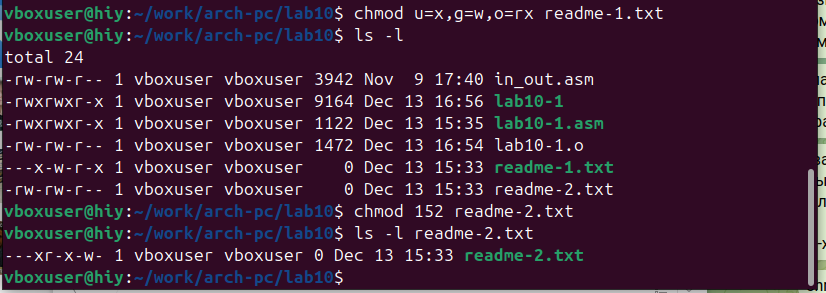 vboxuser@hiy:~/work/arch-pc/lab10$ chmod u=x,g=w,o=rx readme-1.txt
vboxuser@hiy:~/work/arch-pc/lab10$ ls -l
total 24
-rw-rw-r-- 1 vboxuser vboxuser 3942 Nov  9 17:40 in_out.asm
-rwxrwxr-x 1 vboxuser vboxuser 9164 Dec 13 16:56 lab10-1
-rwxrwxr-x 1 vboxuser vboxuser 1122 Dec 13 15:35 lab10-1.asm
-rw-rw-r-- 1 vboxuser vboxuser 1472 Dec 13 16:54 lab10-1.o
---x-w-r-x 1 vboxuser vboxuser    0 Dec 13 15:33 readme-1.txt
-rw-rw-r-- 1 vboxuser vboxuser    0 Dec 13 15:33 readme-2.txt
vboxuser@hiy:~/work/arch-pc/lab10$ chmod 152 readme-2.txt
vboxuser@hiy:~/work/arch-pc/lab10$ ls -l readme-2.txt
---xr-x-w- 1 vboxuser vboxuser 0 Dec 13 15:33 readme-2.txt
vboxuser@hiy:~/work/arch-pc/lab10$